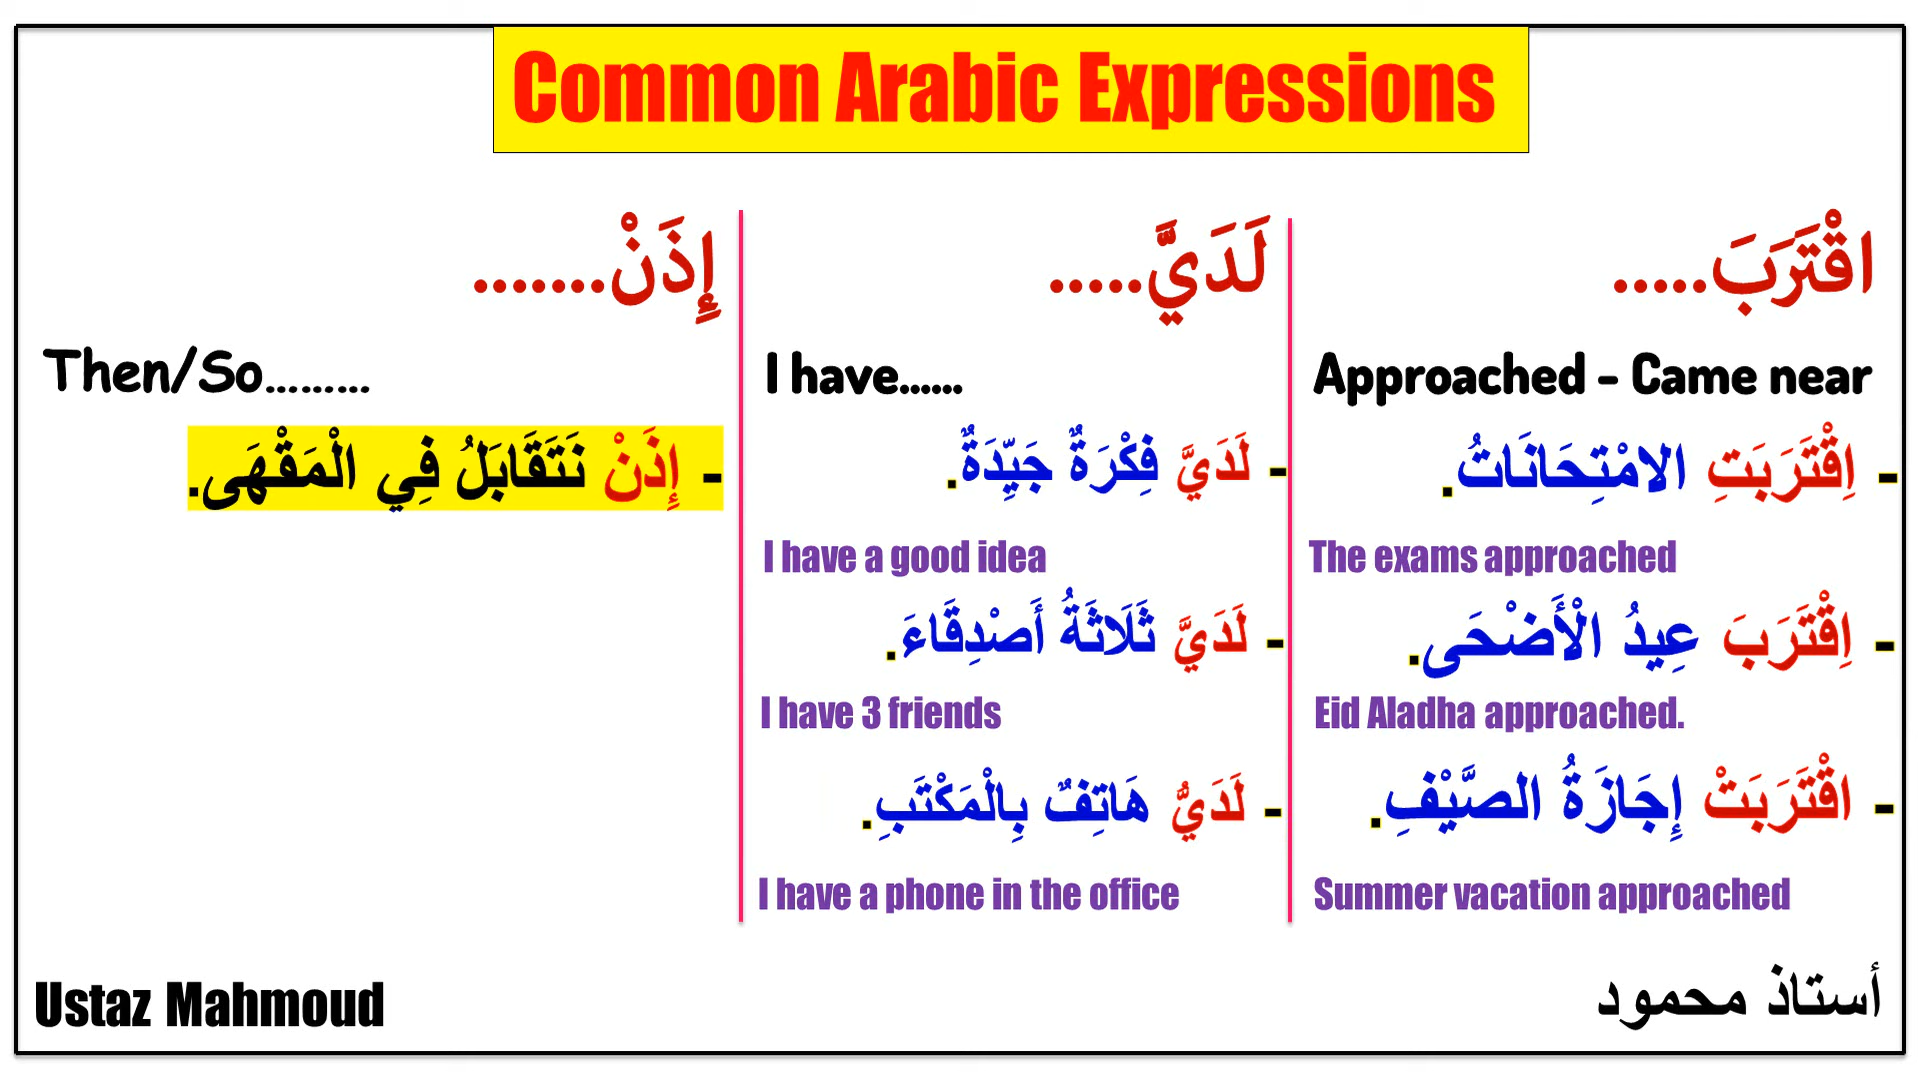 Common Arabic Expressions
اقْتَرَبَ.....
Approached - Came near
- اِقْتَرَبَتِ الامْتِحَانَاتُ.
The exams approached
- اِقْتَرَبَ عِيدُ الْأَضْحَى.
Eid Aladha approached.
- اقْتَرَبَتْ إِجَازَةُ الصَّيْفِ.
Summer vacation approached
لَدَيَّ.....
I have......
- لَدَيَّ فِكْرَةٌ جَيِّدَةٌ.
I have a good idea
- لَدَيَّ ثَلَاثَةُ أَصْدِقَاءَ.
I have 3 friends
- لَدَيُّ هَاتِفٌ بِالْمَكْتَبِ.
I have a phone in the office
إِذَنْ.......
Then/So.........
- إِذَنْ نَتَقَابَلُ فِي الْمَقْهَى.
أستاذ محمود
Ustaz Mahmoud